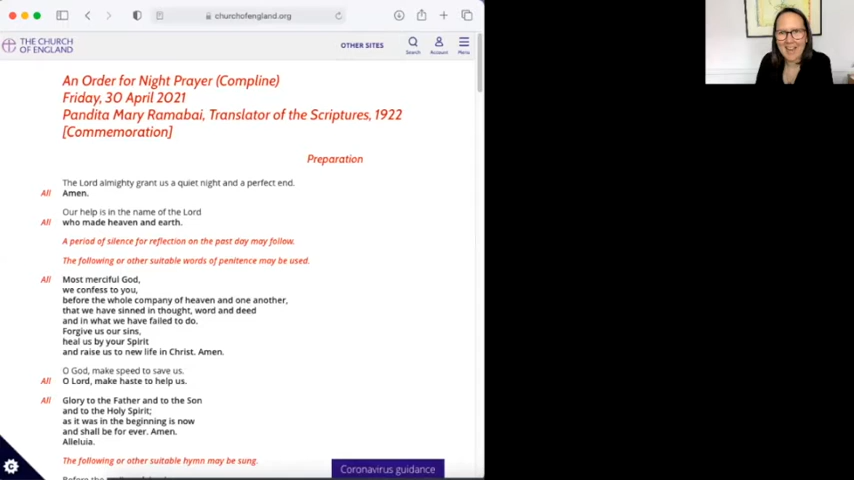 churchofengland.org
THE CHURCH
OF ENGLAND
OTHER SITES
Search
Account
Menu
An Order for Night Prayer (Compline)
Friday, 30 April 2021
Pandita Mary Ramabai, Translator of the Scriptures, 1922
[Commemoration]
Preparation
The Lord almighty grant us a quiet night and a perfect end.
All Amen.
Our help is in the name of the Lord
All who made heaven and earth.
A period of silence for reflection on the past day may follow.
The following or other suitable words of penitence may be used.
All Most merciful God,
we confess to you,
before the whole company of heaven and one another,
that we have sinned in thought, word and deed
and in what we have failed to do.
Forgive us our sins,
heal us by your Spirit
and raise us to new life in Christ. Amen.
O God, make speed to save us.
All O Lord, make haste to help us.
All Glory to the Father and to the Son
and to the Holy Spirit;
as it was in the beginning is now
and shall be for ever. Amen.
Alleluia.
The following or other suitable hymn may be sung.
Coronavirus guidance